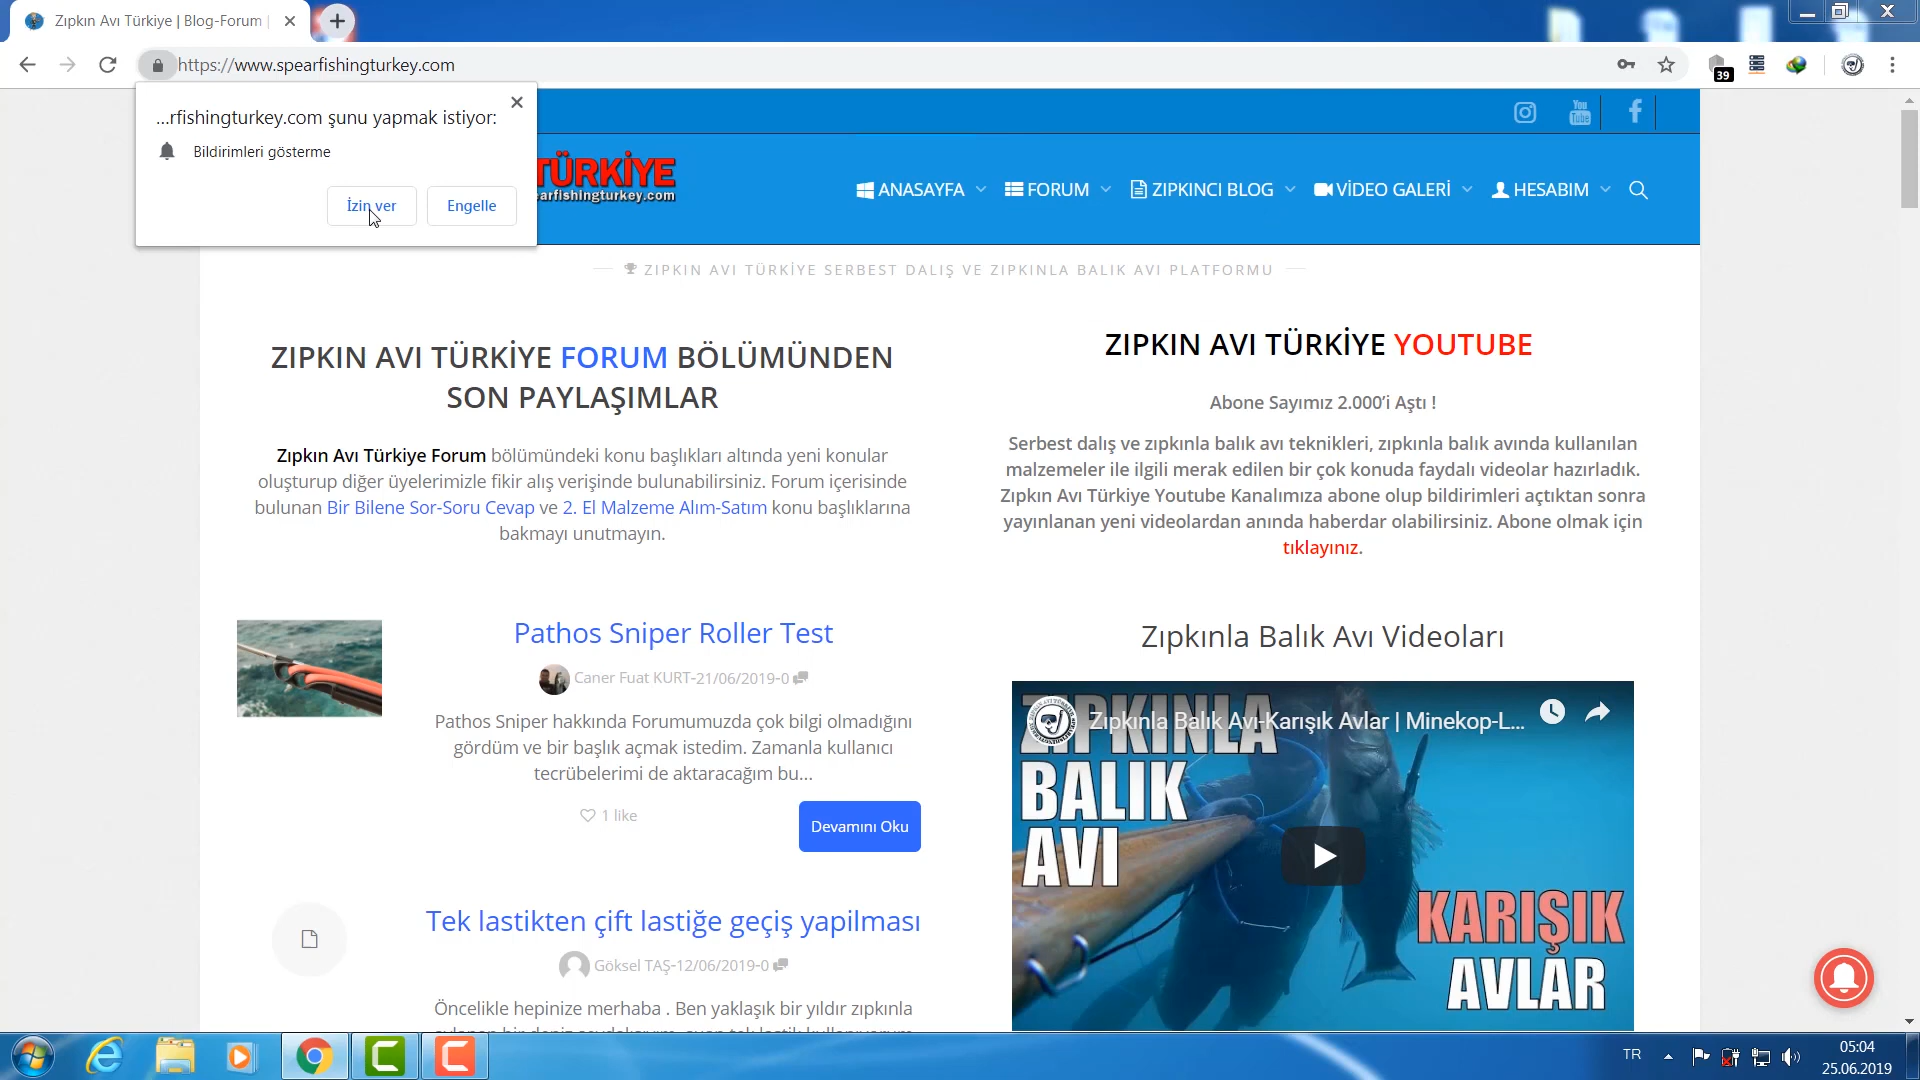 Zıpkın Avı Türkiye | Blog-Forum |
https://www.spearfishingturkey.com
39
...rfishingturkey.com şunu yapmak istiyor:
Bildirimleri gösterme
İzin ver
Engelle
You
Tube
TÜRKİYE
earfishingturkey.com
ANASAYFA
FORUM
ZIPKINCI BLOG
VİDEO GALERİ
HESABIM
ZIPKIN AVI TÜRKİYE SERBEST DALIŞ VE ZIPKINLA BALIK AVI PLATFORMU
ZIPKIN AVI TÜRKİYE FORUM BÖLÜMÜNDEN
SON PAYLAŞIMLAR
Zıpkın Avı Türkiye Forum bölümündeki konu başlıkları altında yeni konular
oluşturup diğer üyelerimizle fikir alış verişinde bulunabilirsiniz. Forum içerisinde
bulunan Bir Bilene Sor-Soru Cevap ve 2. El Malzeme Alım-Satım konu başlıklarına
bakmayı unutmayın.
Pathos Sniper Roller Test
Caner Fuat KURT-21/06/2019-0
Pathos Sniper hakkında Forumumuzda çok bilgi olmadığını
gördüm ve bir başlık açmak istedim. Zamanla kullanıcı
tecrübelerimi de aktaracağım bu...
1 like
Devamını Oku
Tek lastikten çift lastiğe geçiş yapilması
Göksel TAŞ-12/06/2019-0
Öncelikle hepinize merhaba . Ben yaklaşık bir yıldır zıpkınla
ZIPKIN AVI TÜRKİYE YOUTUBE
Abone Sayımız 2.000’i Aştı !
Serbest dalış ve zıpkınla balık avı teknikleri, zıpkınla balık avında kullanılan
malzemeler ile ilgili merak edilen bir çok konuda faydalı videolar hazırladık.
Zıpkın Avı Türkiye Youtube Kanalımıza abone olup bildirimleri açtıktan sonra
yayınlanan yeni videolardan anında haberdar olabilirsiniz. Abone olmak için
tıklayınız.
Zıpkınla Balık Avı Videoları
Zıpkınla Balık Avı-Karışık Avlar | Minekop-L...
ZIPKINLA
BALIK
AVI
KARIŞIK
AVLAR
TR
05:04
25.06.2019